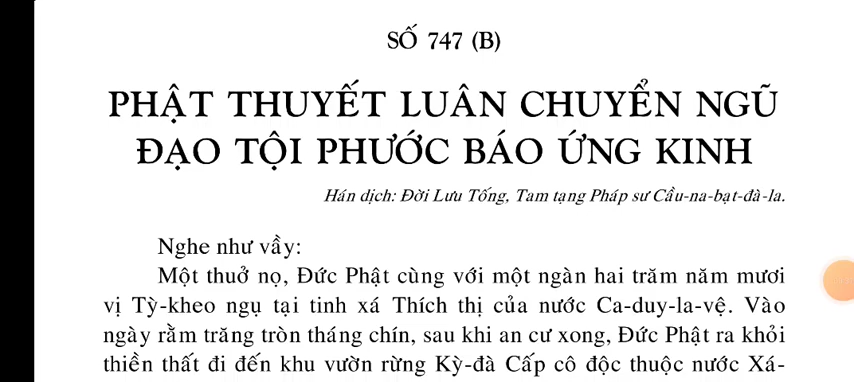 SỐ 747 (B)
PHẬT THUYẾT LUÂN CHUYỂN NGŨ
ĐẠO TỘI PHƯỚC BÁO ỨNG KINH
Hán dịch: Đời Lưu Tống, Tam tạng Pháp sư Cầu-na-bạt-đà-la.
Nghe như vầy:
Một thuở nọ, Đức Phật cùng với một ngàn hai trăm năm mươi
vị Tỳ-kheo ngụ tại tinh xá Thích thị của nước Ca-duy-la-vệ. Vào
ngày rằm trăng tròn tháng chín, sau khi an cư xong, Đức Phật ra khỏi
thiền thất đi đến khu vườn rừng Kỳ-đà Cấp cô độc thuộc nước Xá-